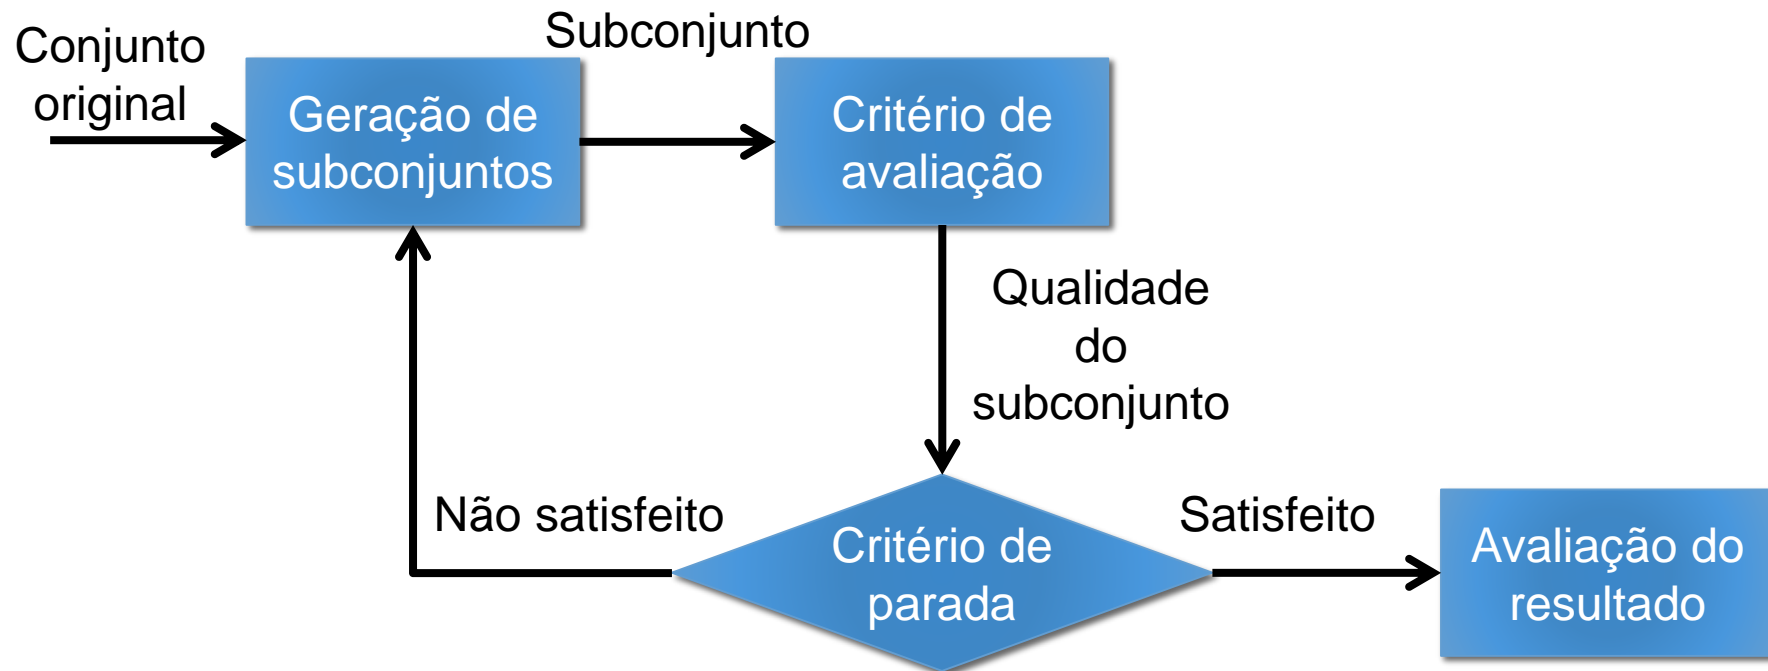 Conjunto
original
Geração de
subconjuntos
Subconjunto
Critério de
avaliação
Qualidade
do
subconjunto
Não satisfeito
Critério de
parada
Satisfeito
Avaliação do
resultado